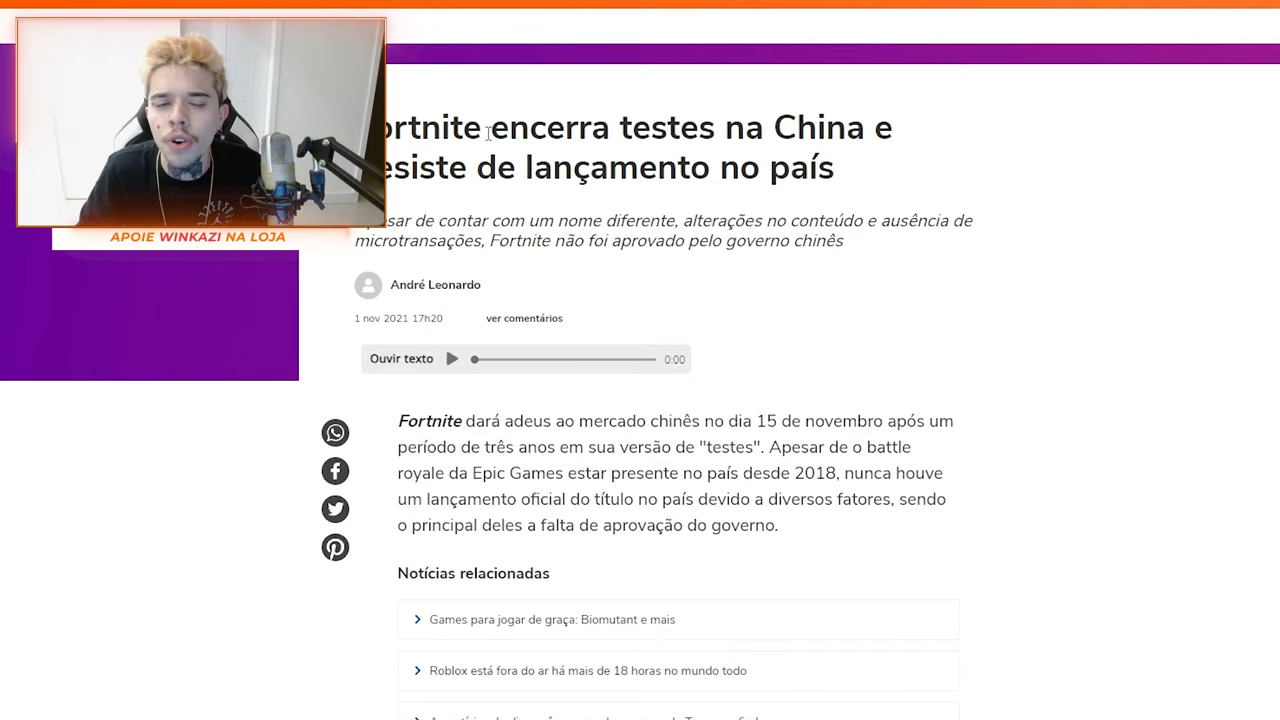 ortnite encerra testes na China e
esiste de lançamento no país
sar de contar com um nome diferente, alterações no conteúdo e ausência de
microtransações, Fortnite não foi aprovado pelo governo chinês
APOIE WINKAZI NA LOJA
André Leonardo
1 nov 2021 17h20
ver comentários
Ouvir texto
0:00
Fortnite dará adeus ao mercado chinês no dia 15 de novembro após um
período de três anos em sua versão de "testes". Apesar de o battle
royale da Epic Games estar presente no país desde 2018, nunca houve
um lançamento oficial do título no país devido a diversos fatores, sendo
o principal deles a falta de aprovação do governo.
Notícias relacionadas
Games para jogar de graça: Biomutant e mais
Roblox está fora do ar há mais de 18 horas no mundo todo